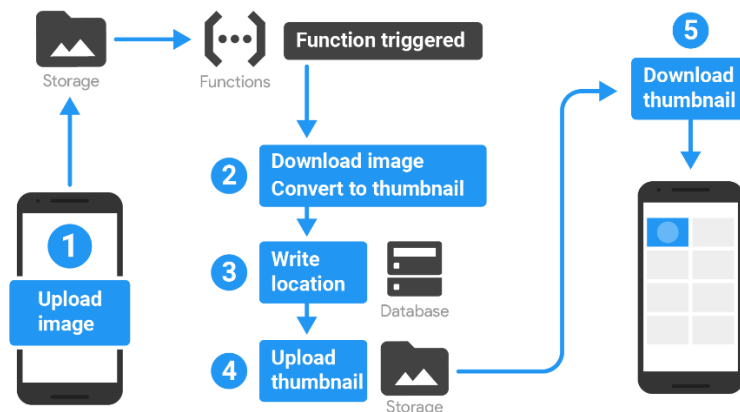 Storage
Functions
Function triggered
1
Upload
image
2
Download image
Convert to thumbnail
3
Write
location
Database
4
Upload
thumbnail
Storage
5
Download
thumbnail